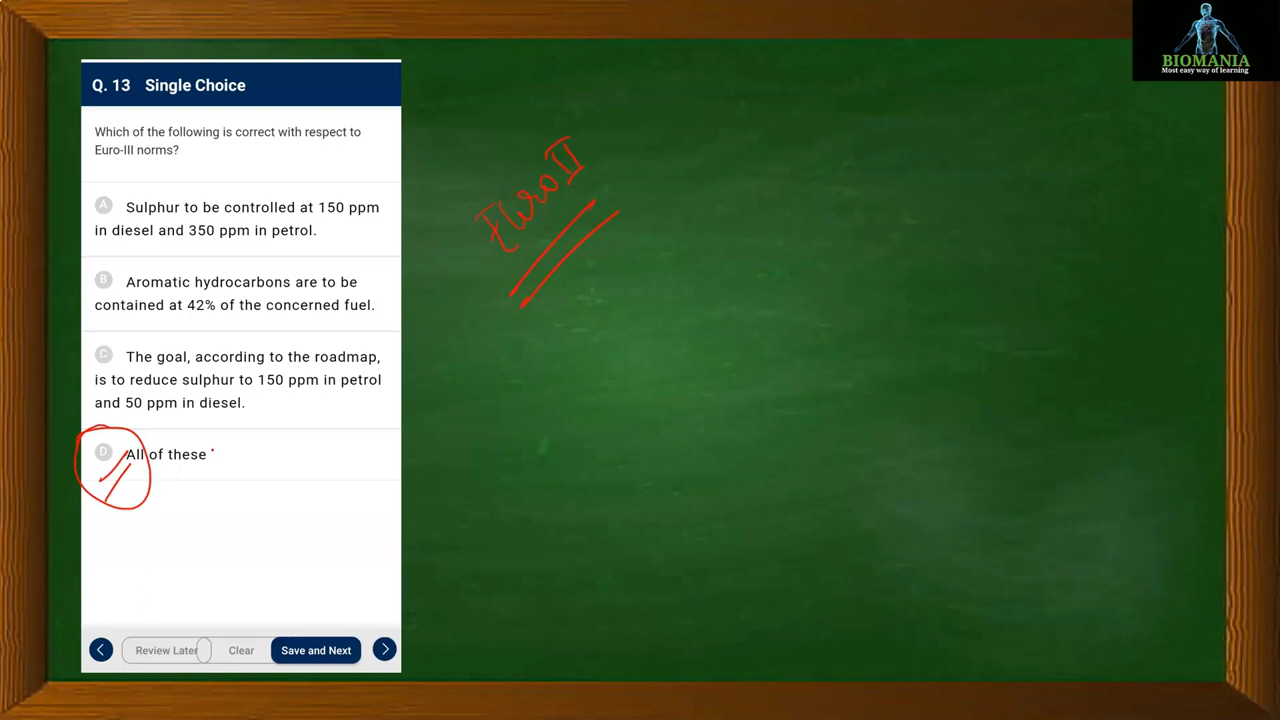 BIOMANIA
Most easy way of learning
Q. 13 Single Choice
Which of the following is correct with respect to
Euro-III norms?
A Sulphur to be controlled at 150 ppm
in diesel and 350 ppm in petrol.
B Aromatic hydrocarbons are to be
contained at 42% of the concerned fuel.
C The goal, according to the roadmap,
is to reduce sulphur to 150 ppm in petrol
and 50 ppm in diesel.
D All of these
Euro II
Review Later Clear Save and Next